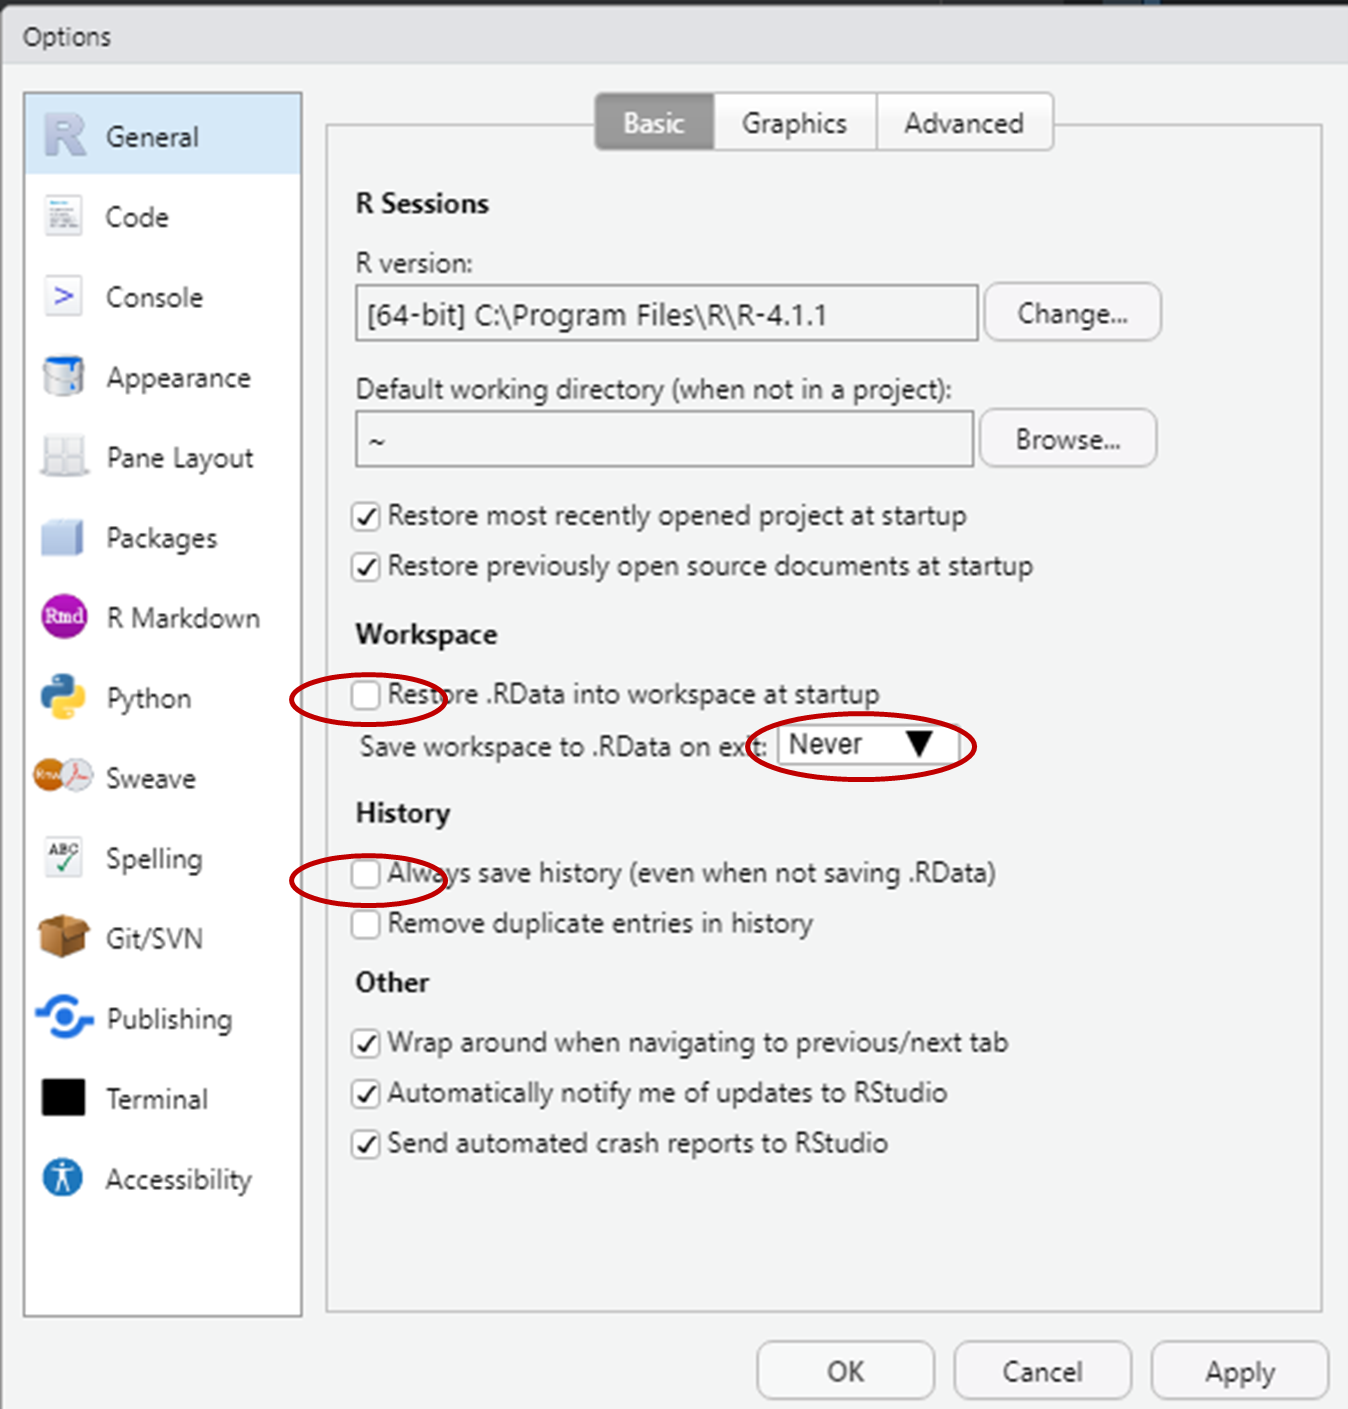 Options
General
Code
Console
Appearance
Pane Layout
Packages
Rmd R Markdown
Python
Rnw Sweave
ABC Spelling
Git/SVN
Publishing
Terminal
Accessibility
Basic Graphics Advanced
R Sessions
R version:
[64-bit] C:\Program Files\R\R-4.1.1 Change...
Default working directory (when not in a project):
~ Browse...
Restore most recently opened project at startup
Restore previously open source documents at startup
Workspace
Restore .RData into workspace at startup
Save workspace to .RData on exit: Never
History
Always save history (even when not saving .RData)
Remove duplicate entries in history
Other
Wrap around when navigating to previous/next tab
Automatically notify me of updates to RStudio
Send automated crash reports to RStudio
OK Cancel Apply